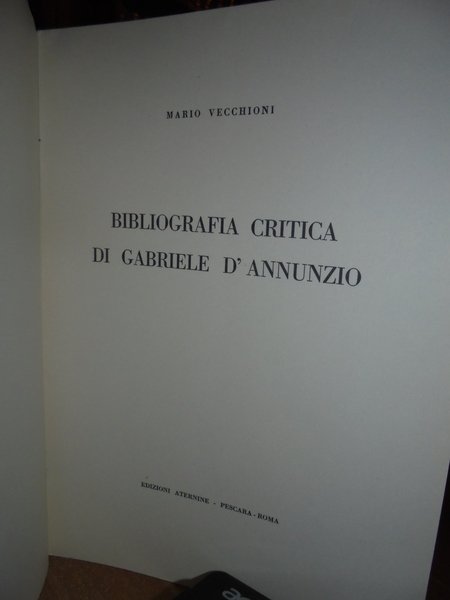 MARIO VECCHIONI
BIBLIOGRAFIA CRITICA
DI GABRIELE D'ANNUNZIO
EDIZIONI ATERNINE - PESCARA - ROMA